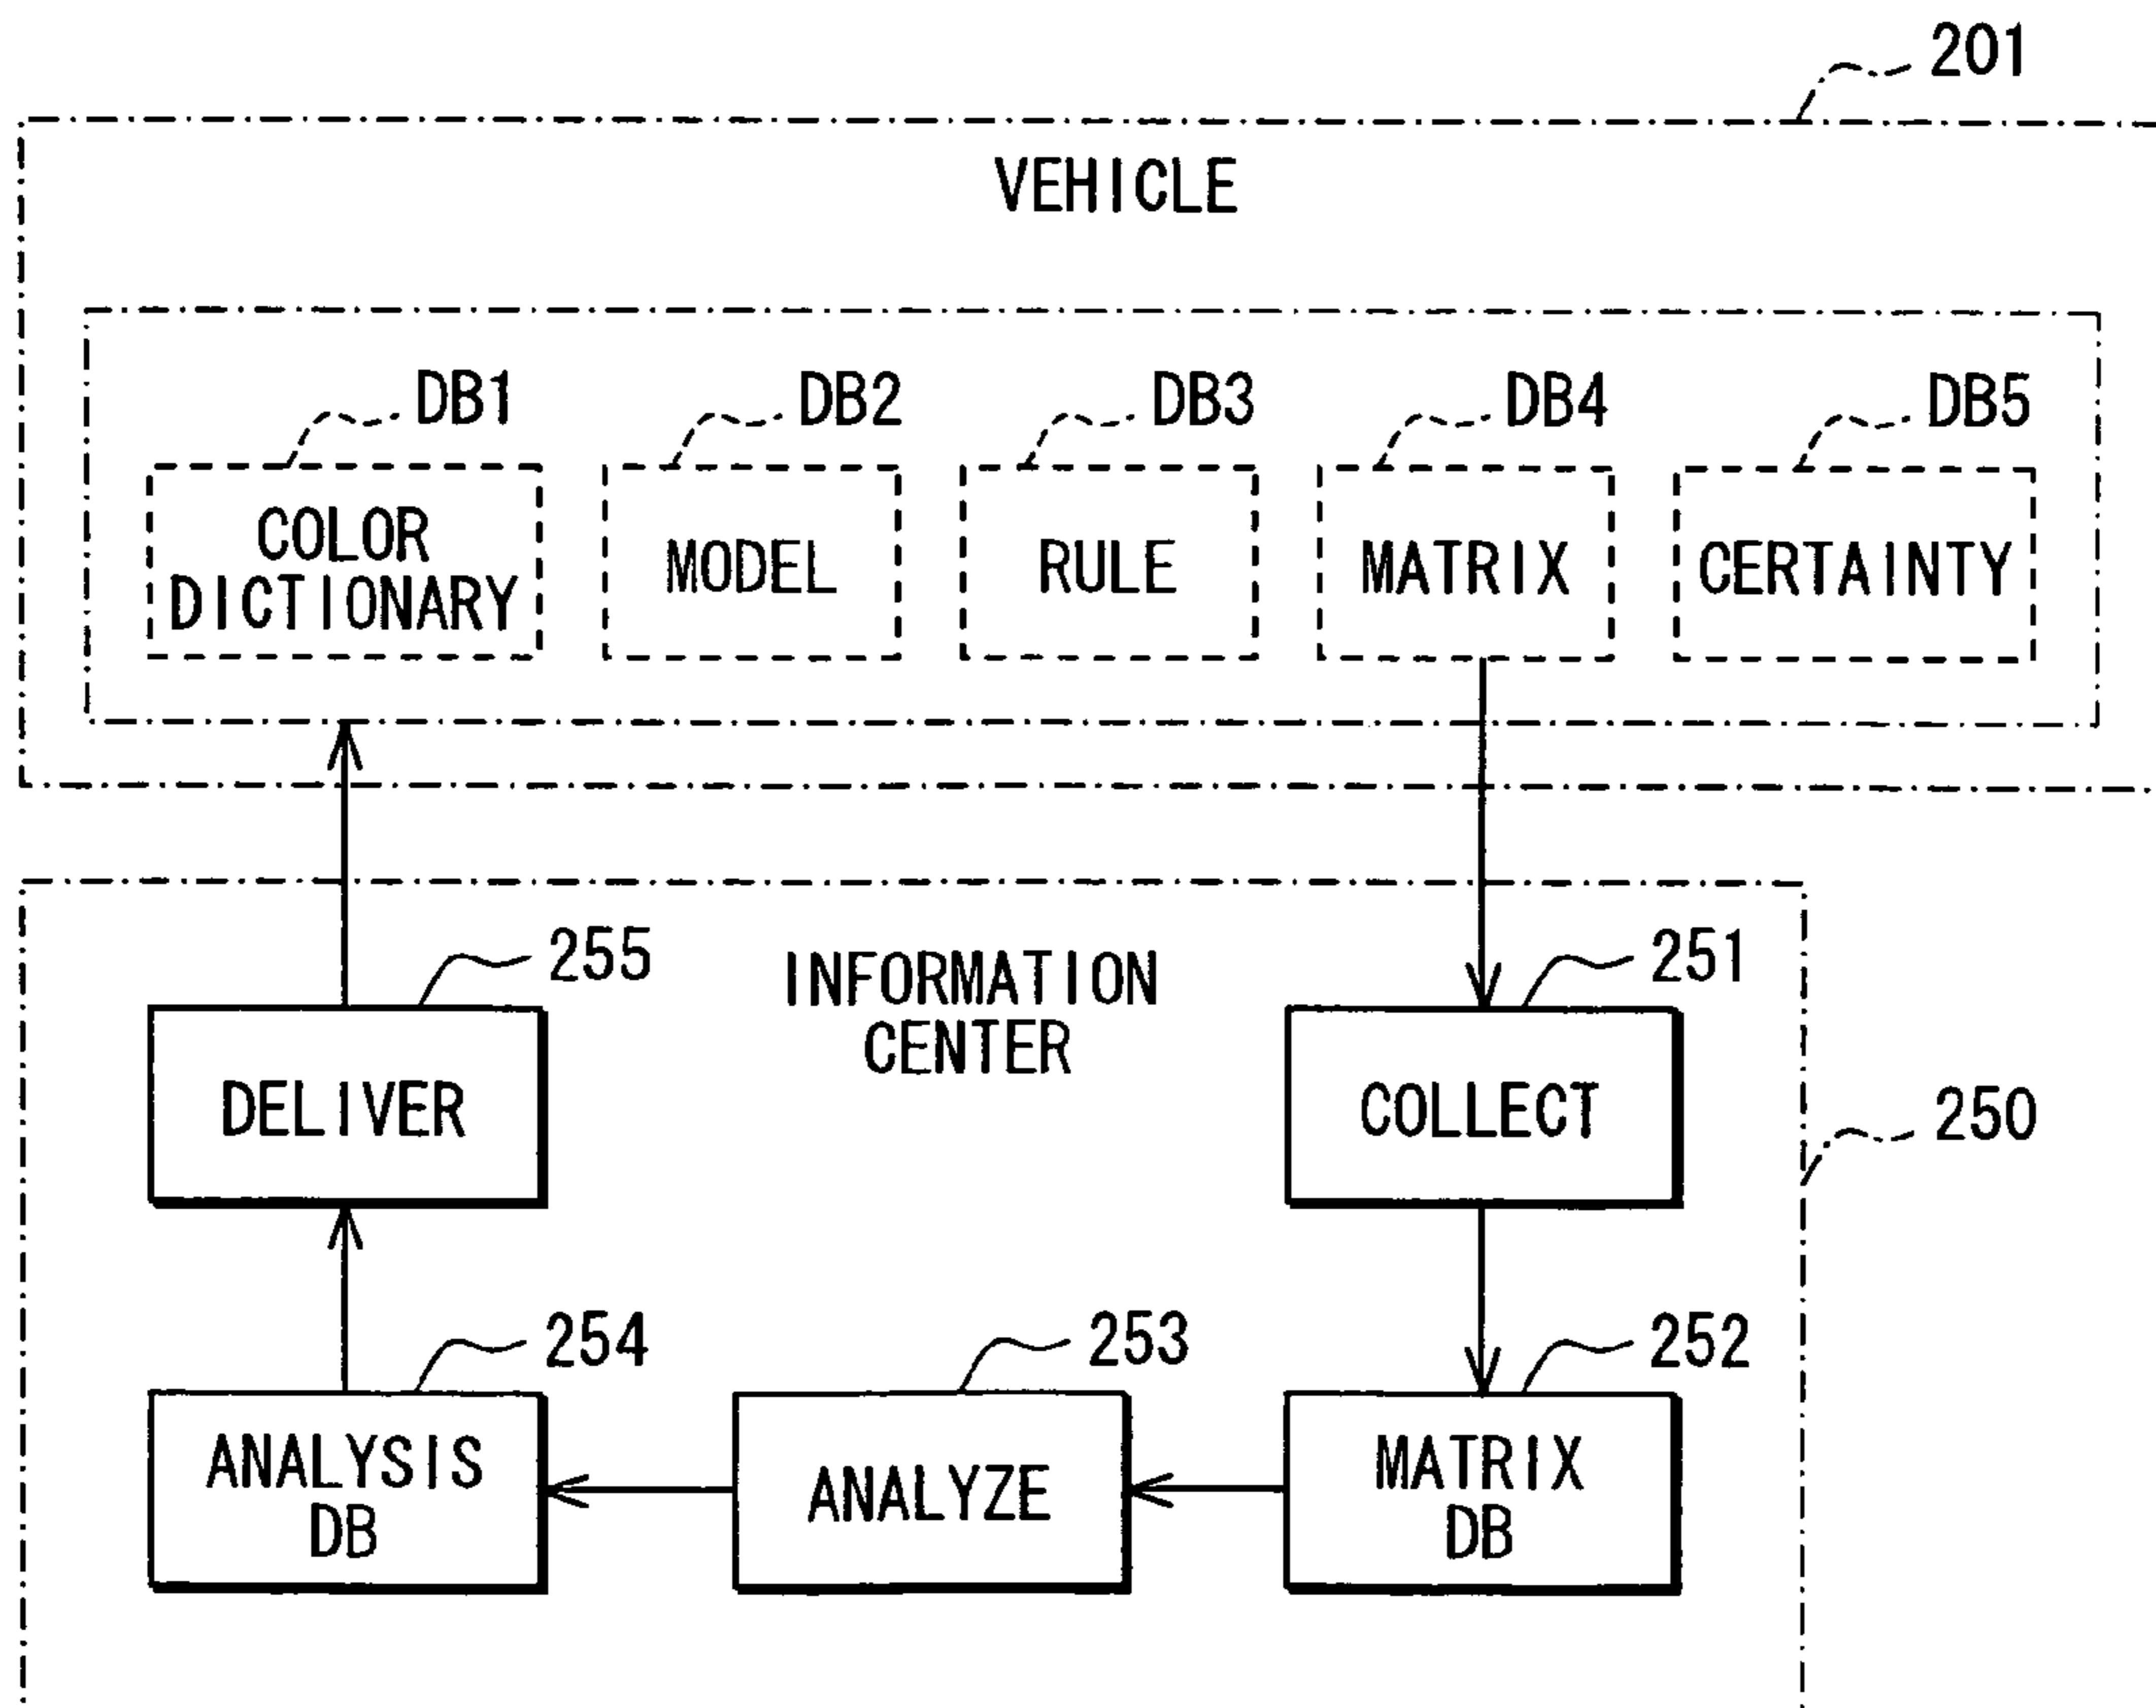 201
VEHICLE
DB1 DB2 DB3 DB4 DB5
COLOR
DICTIONARY
MODEL
RULE
MATRIX
CERTAINTY
255
INFORMATION
CENTER
251
DELIVER
COLLECT
250
254
253
252
ANALYSIS
DB
ANALYZE
MATRIX
DB